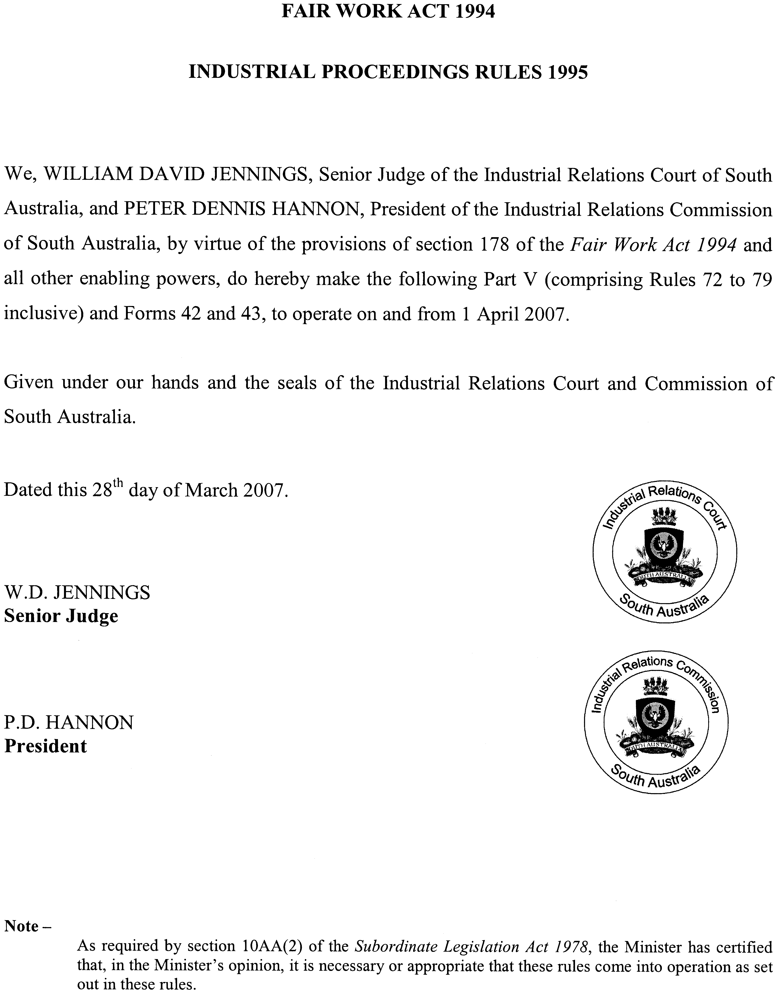 FAIR WORK ACT 1994
INDUSTRIAL PROCEEDINGS RULES 1995
We, WILLIAM DAVID JENNINGS, Senior Judge of the Industrial Relations Court of South
Australia, and PETER DENNIS HANNON, President of the Industrial Relations Commission
of South Australia, by virtue of the provisions of section 178 of the Fair Work Act 1994 and
all other enabling powers, do hereby make the following Part V (comprising Rules 72 to 79
inclusive) and Forms 42 and 43, to operate on and from 1 April 2007.
Given under our hands and the seals of the Industrial Relations Court and Commission of
South Australia.
Dated this 28th day of March 2007.
Industrial Relations Court
SOUTH AUSTRALIA
South Australia
W.D. JENNINGS
Senior Judge
Industrial Relations Commission
SOUTH AUSTRALIA
South Australia
P.D. HANNON
President
Note –
As required by section 10AA(2) of the Subordinate Legislation Act 1978, the Minister has certified
that, in the Minister's opinion, it is necessary or appropriate that these rules come into operation as set
out in these rules.